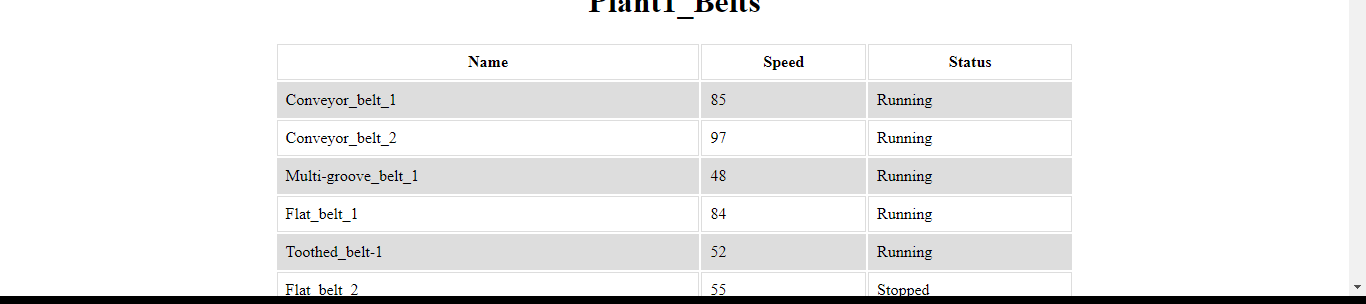 Plant1_Belts
Name Speed Status
Conveyor_belt_1 85 Running
Conveyor_belt_2 97 Running
Multi-groove_belt_1 48 Running
Flat_belt_1 84 Running
Toothed_belt-1 52 Running
Flat_belt_2 55 Stopped